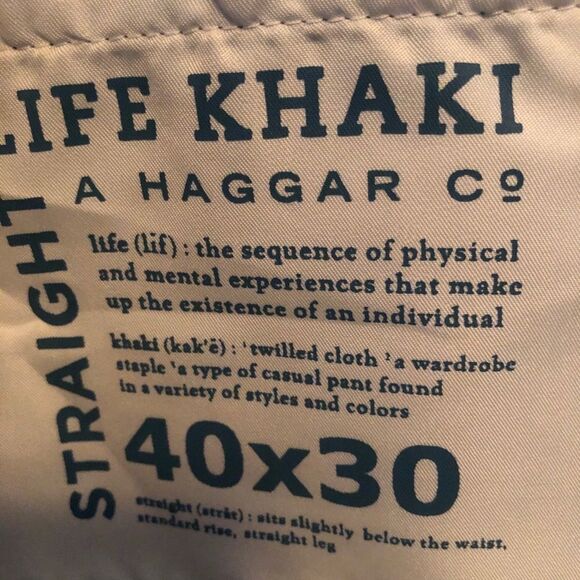 LIFE KHAKI
A HAGGAR Co
STRAIGHT
life (lif) : the sequence of physical
and mental experiences that make
up the existence of an individual
khaki (kak'ē) : ¹twilled cloth ²a wardrobe
staple ³a type of casual pant found
in a variety of styles and colors
40x30
straight (strāt) : sits slightly below the waist,
standard rise, straight leg